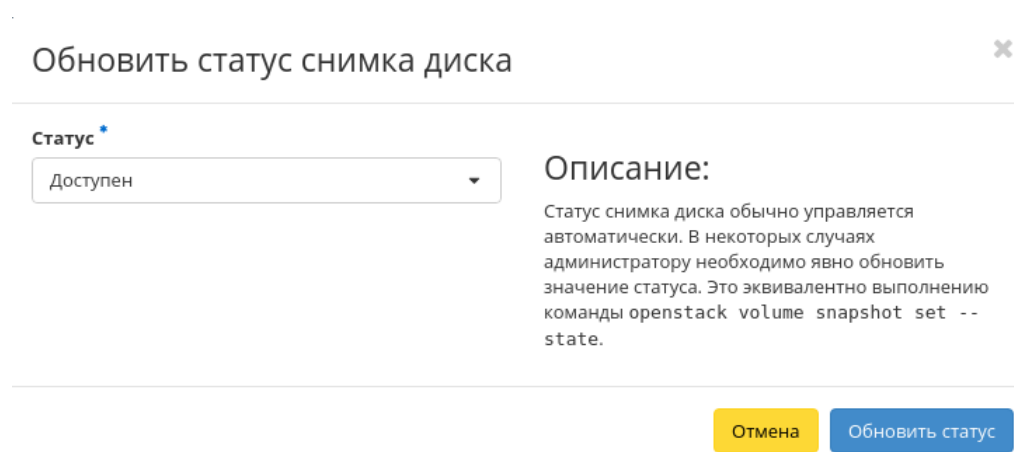 Обновить статус снимка диска
Статус *
Доступен
Описание:
Статус снимка диска обычно управляется
автоматически. В некоторых случаях
администратору необходимо явно обновить
значение статуса. Это эквивалентно выполнению
команды openstack volume snapshot set --
state.
Отмена
Обновить статус